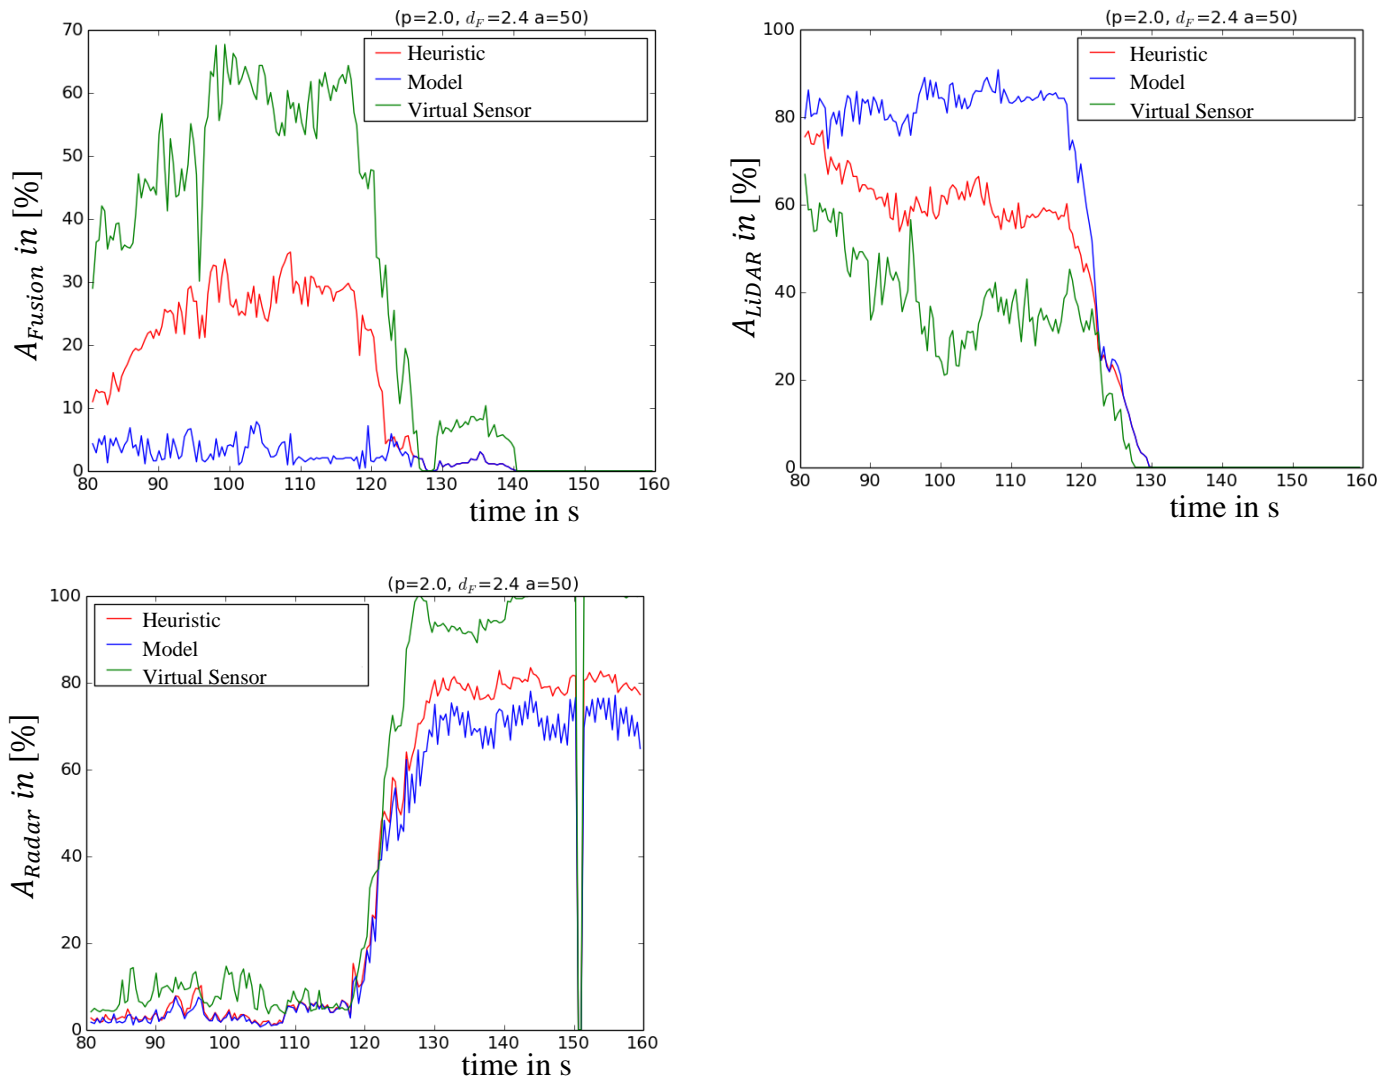 (p=2.0, d_F=2.4 a=50)
70
60
50
40
30
20
10
0
Heuristic
Model
Virtual Sensor
A_Fusion in [%]
80 90 100 110 120 130 140 150 160
time in s
(p=2.0, d_F=2.4 a=50)
100
80
60
40
20
0
Heuristic
Model
Virtual Sensor
A_LiDAR in [%]
80 90 100 110 120 130 140 150 160
time in s
(p=2.0, d_F=2.4 a=50)
100
80
60
40
20
0
Heuristic
Model
Virtual Sensor
A_Radar in [%]
80 90 100 110 120 130 140 150 160
time in s